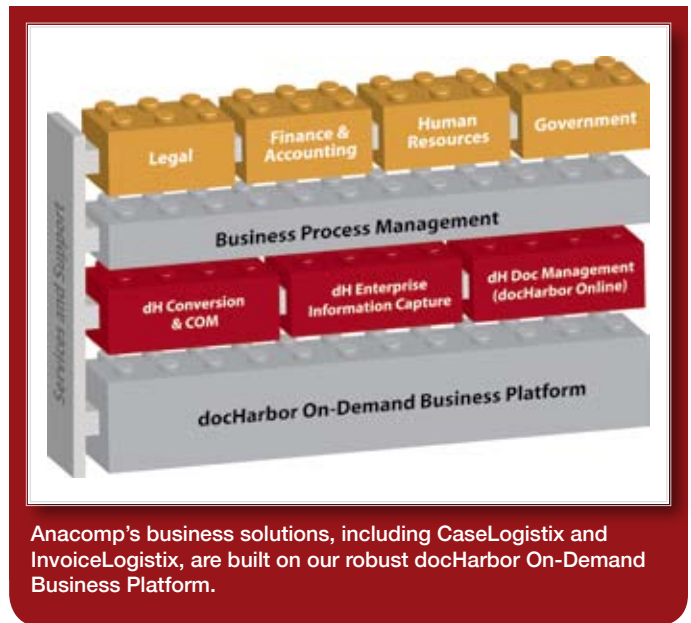 Legal
Finance &
Accounting
Human
Resources
Government
Services and Support
Business Process Management
dH Conversion
& COM
dH Enterprise
Information Capture
dH Doc Management
(docHarbor Online)
docHarbor On-Demand Business Platform
Anacomp’s business solutions, including CaseLogistix and
InvoiceLogistix, are built on our robust docHarbor On-Demand
Business Platform.